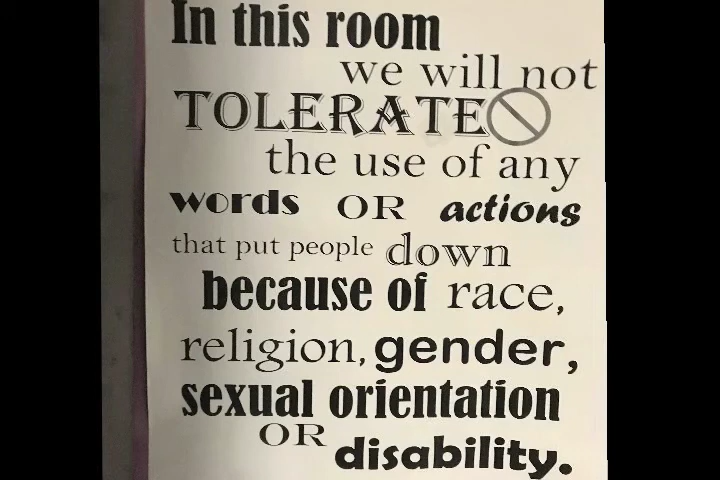 In this room
we will not
TOLERATE
the use of any
words OR actions
that put people down
because of race,
religion, gender,
sexual orientation
OR disability.